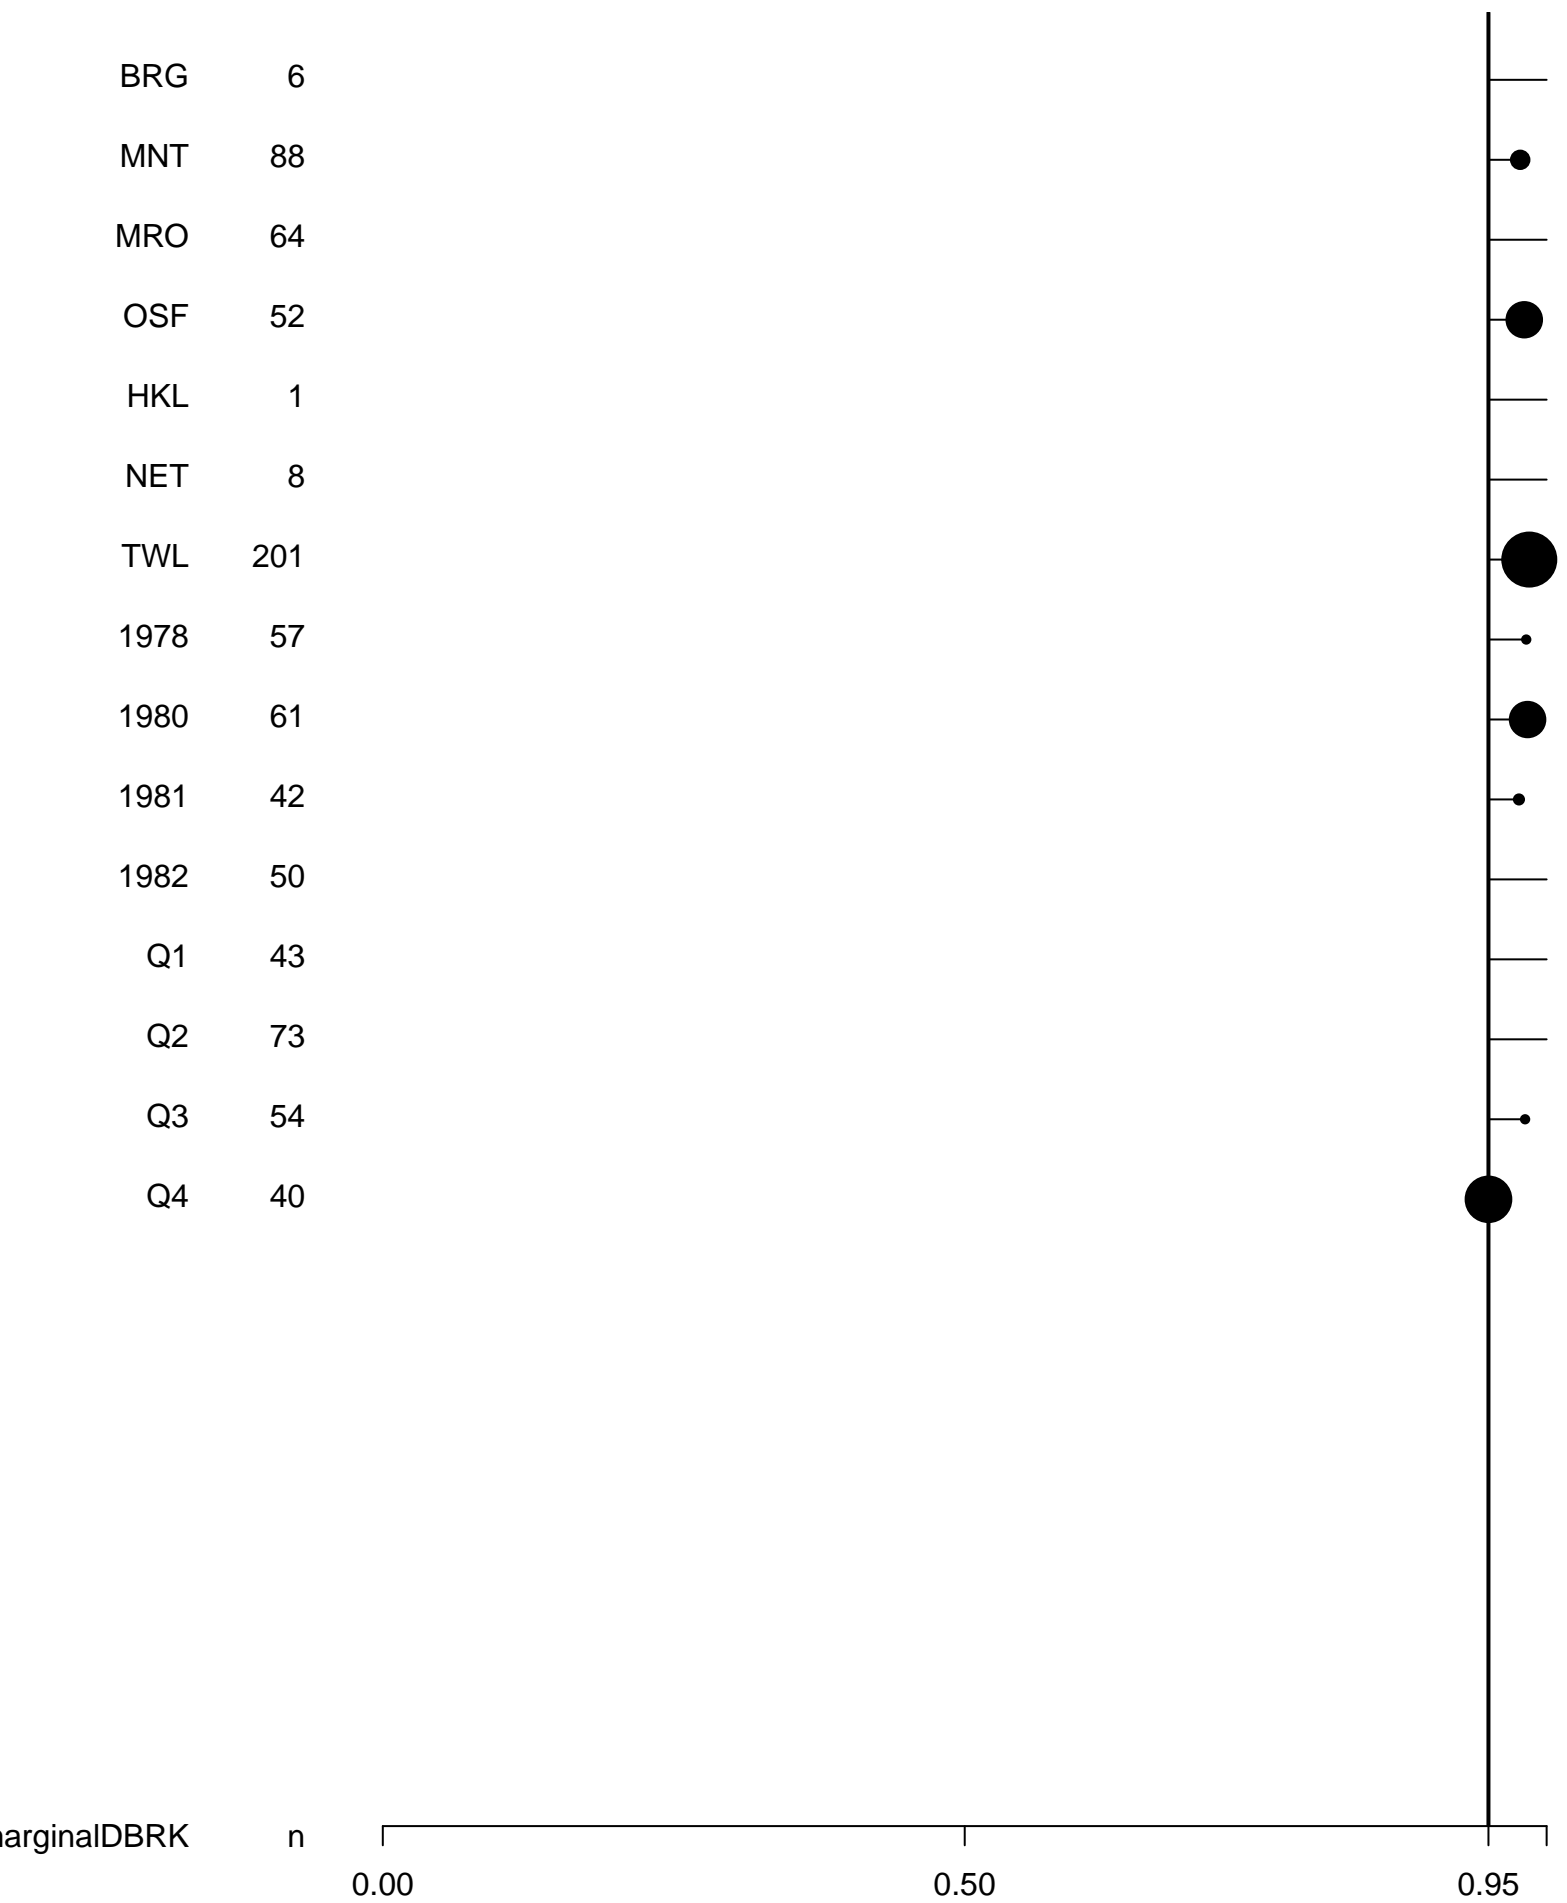 BRG 6
MNT 88
MRO 64
OSF 52
HKL 1
NET 8
TWL 201
1978 57
1980 61
1981 42
1982 50
Q1 43
Q2 73
Q3 54
Q4 40
arginalDBRK n
0.00 0.50 0.95